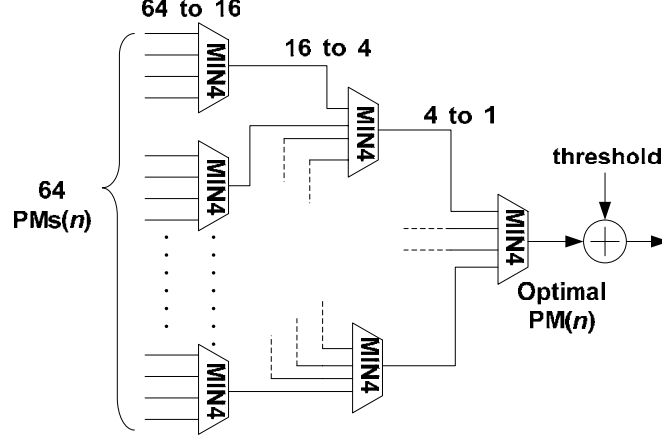 64 to 16
16 to 4
4 to 1
64
PMs(n)
MIN4
MIN4
MIN4
MIN4
MIN4
MIN4
threshold
Optimal
PM(n)